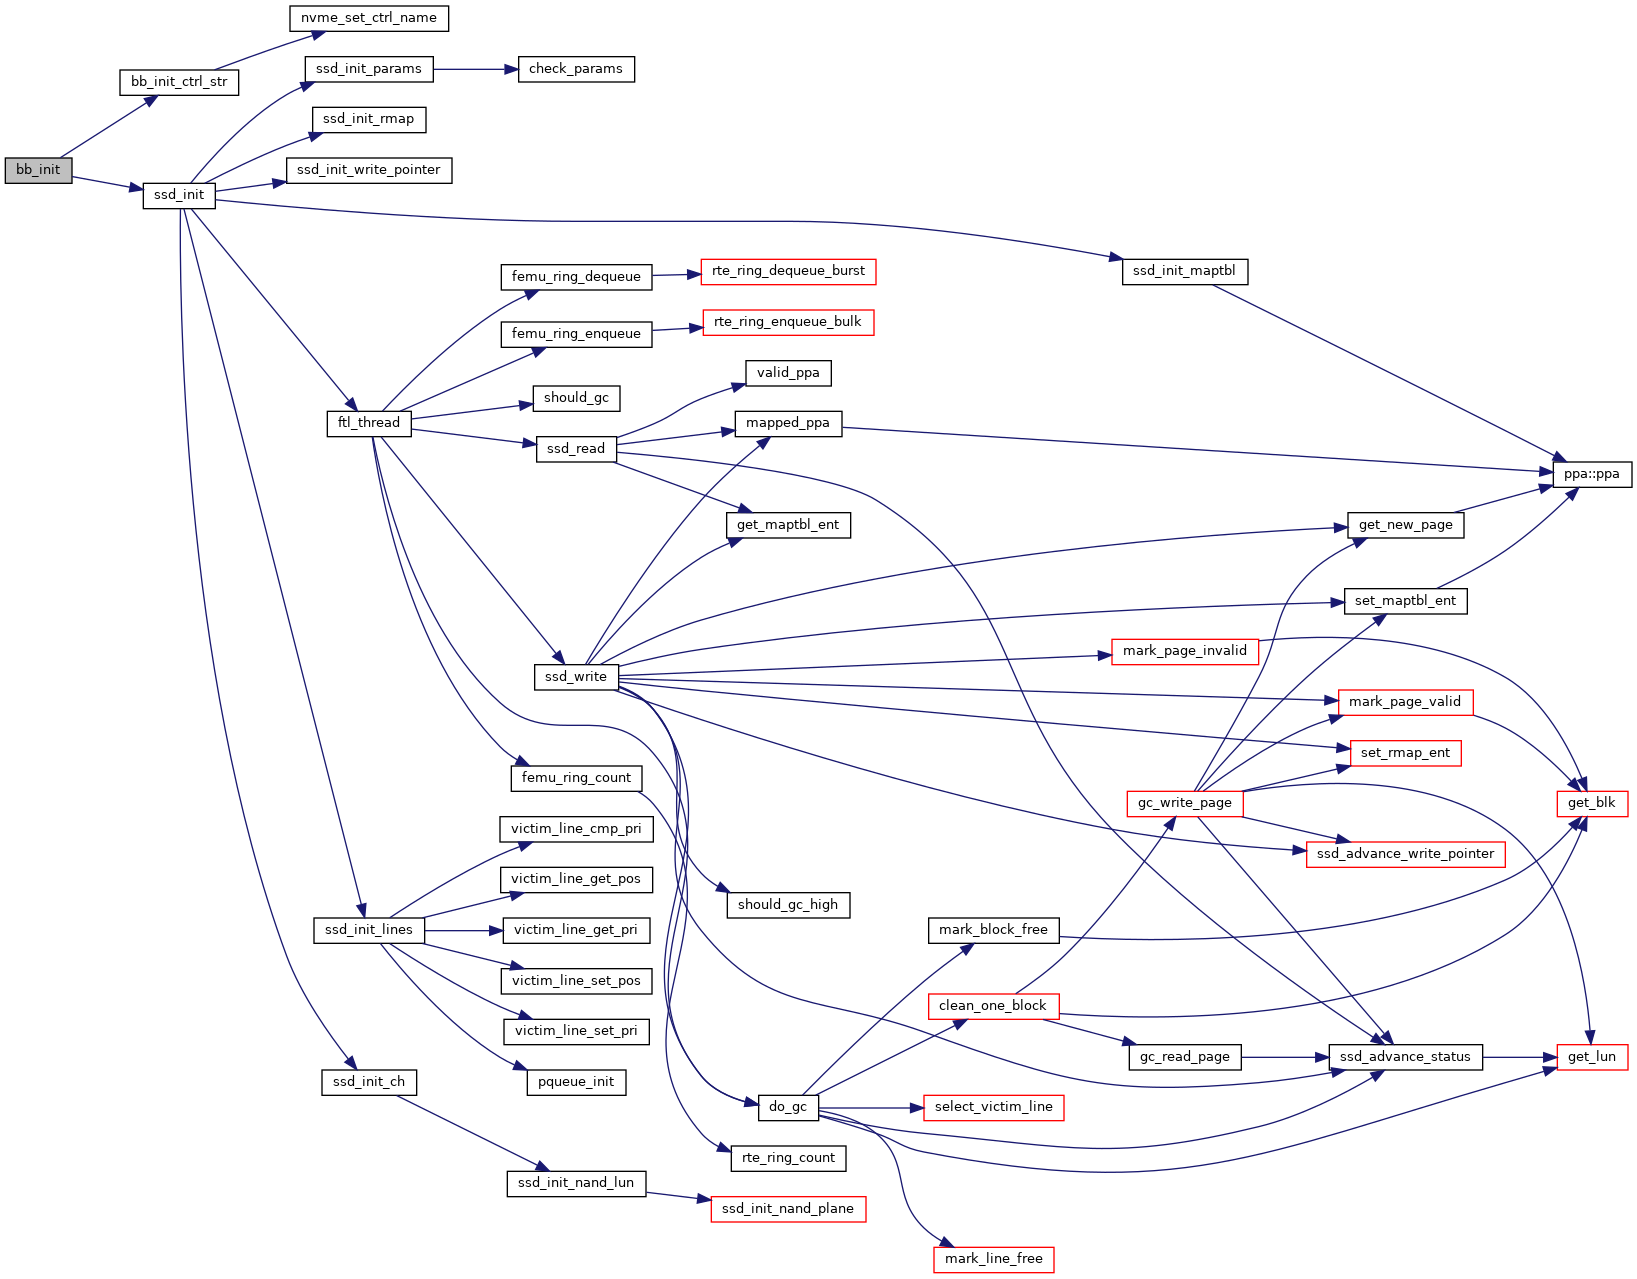 nvme_set_ctrl_name
bb_init_ctrl_str
ssd_init_params
check_params
ssd_init_rmap
bb_init
ssd_init_write_pointer
ssd_init
ssd_init_maptbl
femu_ring_dequeue
rte_ring_dequeue_burst
femu_ring_enqueue
rte_ring_enqueue_bulk
valid_ppa
should_gc
ftl_thread
mapped_ppa
ssd_read
ppa::ppa
get_maptbl_ent
get_new_page
set_maptbl_ent
mark_page_invalid
ssd_write
mark_page_valid
set_rmap_ent
femu_ring_count
gc_write_page
get_blk
victim_line_cmp_pri
ssd_advance_write_pointer
victim_line_get_pos
should_gc_high
ssd_init_lines
victim_line_get_pri
mark_block_free
victim_line_set_pos
clean_one_block
victim_line_set_pri
gc_read_page
ssd_advance_status
get_lun
ssd_init_ch
pqueue_init
do_gc
select_victim_line
rte_ring_count
ssd_init_nand_lun
ssd_init_nand_plane
mark_line_free